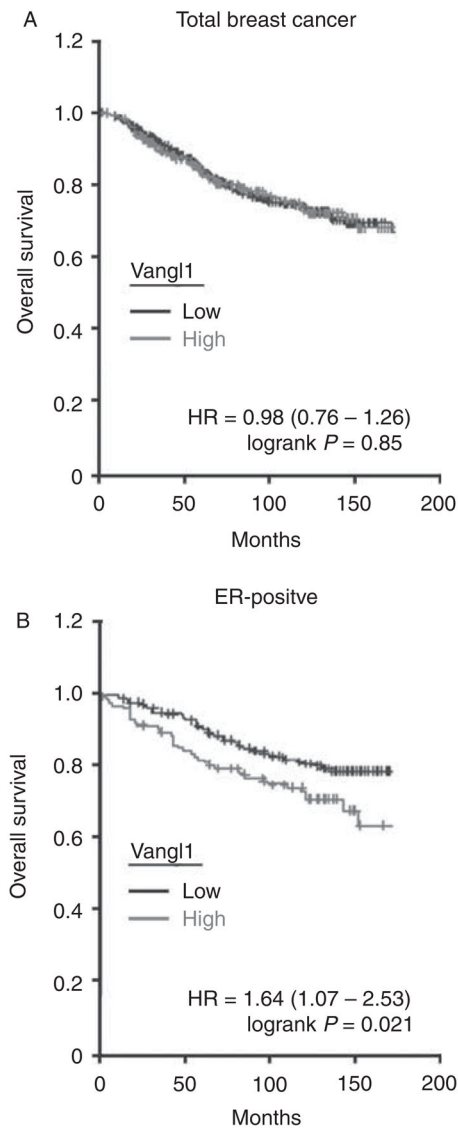 A
Total breast cancer
1.2
1.0
0.8
0.6
0.4
0.2
0
Overall survival
Vangl1
Low
High
HR = 0.98 (0.76 – 1.26)
logrank P = 0.85
0 50 100 150 200
Months
ER-positve
B
1.2
1.0
0.8
0.6
0.4
0.2
0
Overall survival
Vangl1
Low
High
HR = 1.64 (1.07 – 2.53)
logrank P = 0.021
0 50 100 150 200
Months